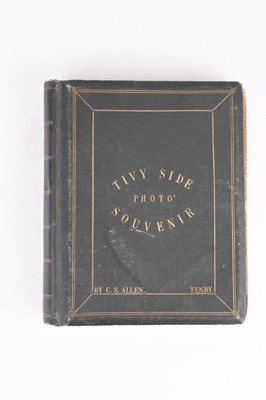 TIVY SIDE
PHOTO'
SOUVENIR
BY C. S. ALLEN, TENBY